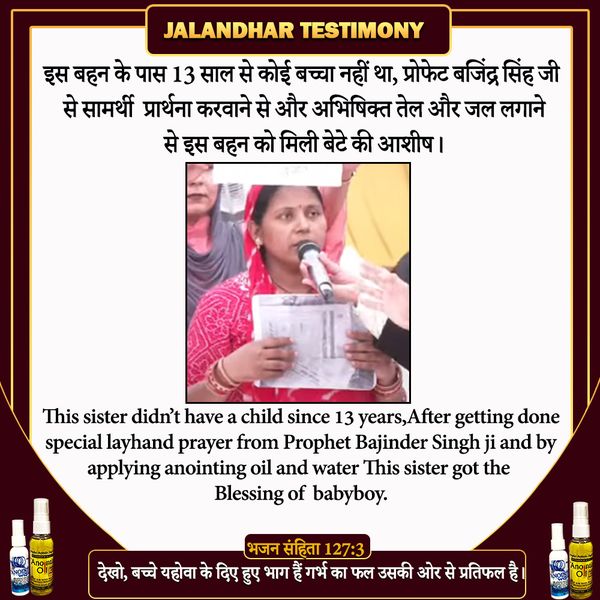 JALANDHAR TESTIMONY
इस बहन के पास 13 साल से कोई बच्चा नहीं था, प्रोफेट बजिंद्र सिंह जी
से सामर्थी प्रार्थना करवाने से और अभिषिक्त तेल और जल लगाने
से इस बहन को मिली बेटे की आशीष।
This sister didn't have a child since 13 years,After getting done
special layhand prayer from Prophet Bajinder Singh ji and by
applying anointing oil and water This sister got the
Blessing of babyboy.
भजन संहिता 127:3
देखो, बच्चे यहोवा के दिए हुए भाग हैं गर्भ का फल उसकी ओर से प्रतिफल है।
Oil
Oil